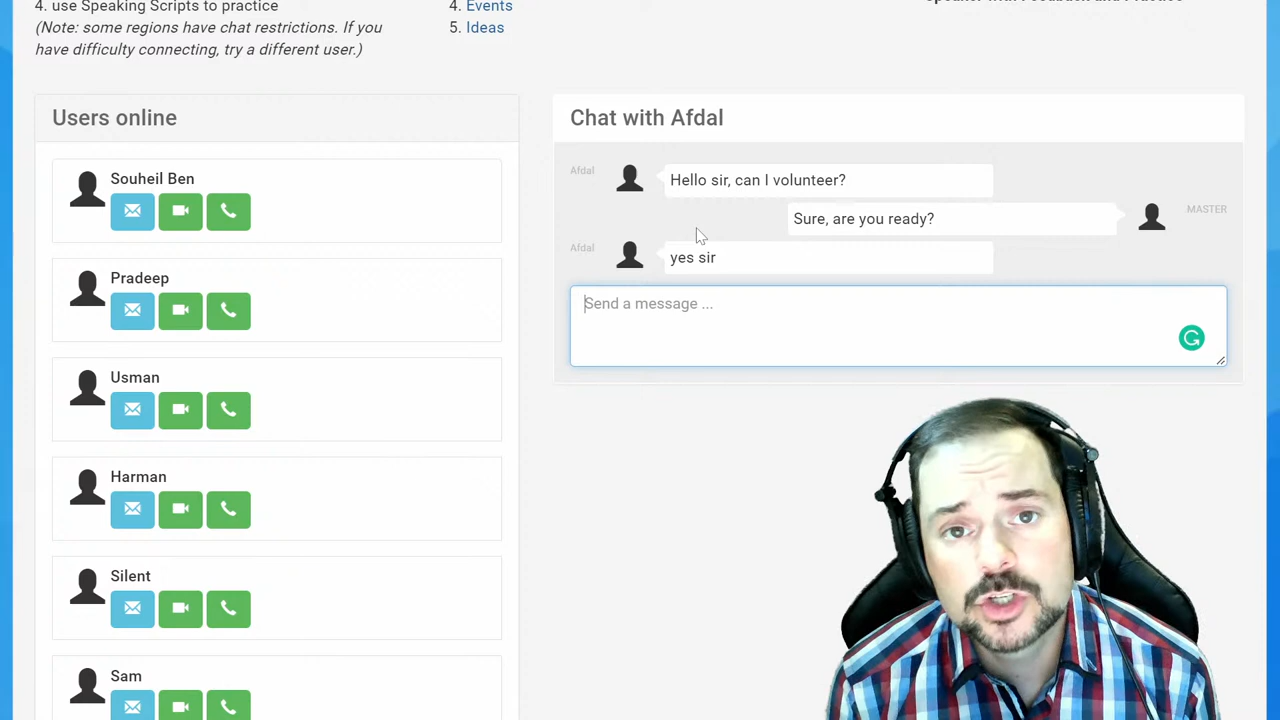 4. use Speaking Scripts to practice
(Note: some regions have chat restrictions. If you
have difficulty connecting, try a different user.)
4. Events
5. Ideas
Users online
Souheil Ben
Pradeep
Usman
Harman
Silent
Sam
Chat with Afdal
Afdal
Hello sir, can I volunteer?
Sure, are you ready?
MASTER
Afdal
yes sir
Send a message ...